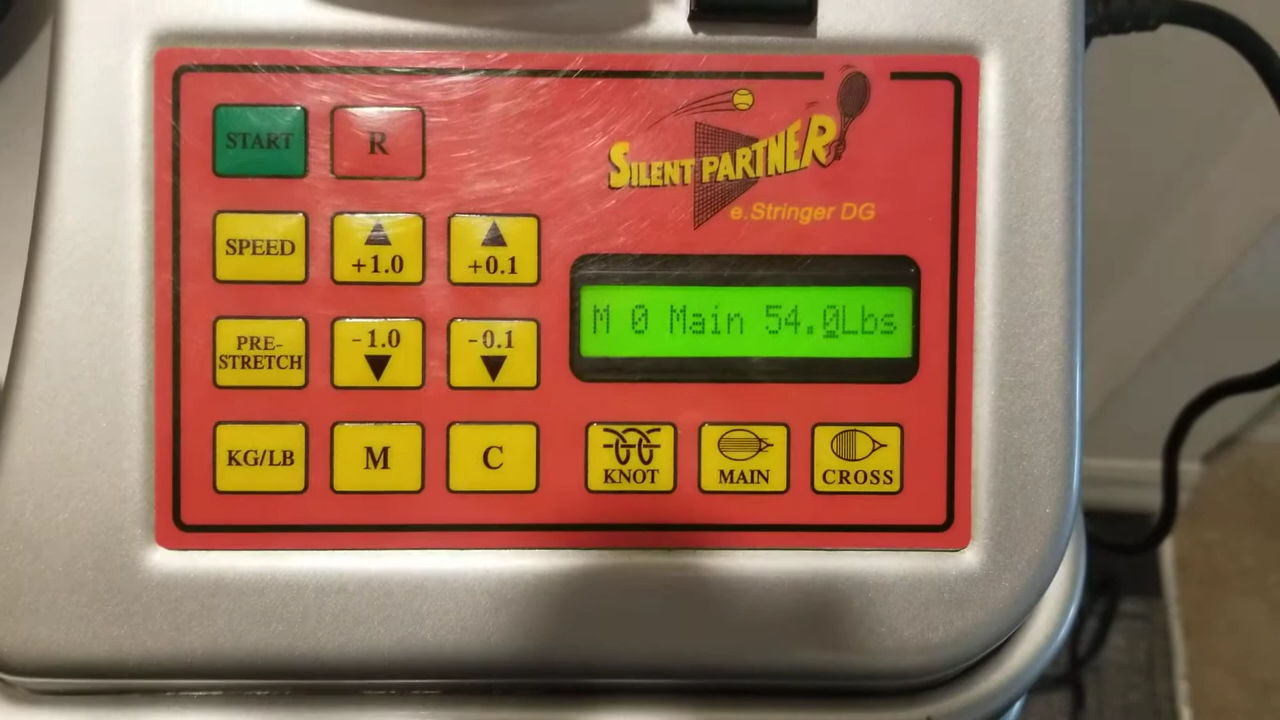 START
R
SILENT PARTNER
e.Stringer DG
SPEED
▲
+1.0
▲
+0.1
M 0 Main 54.0Lbs
PRE-
STRETCH
-1.0
▼
-0.1
▼
KG/LB
M
C
KNOT
MAIN
CROSS